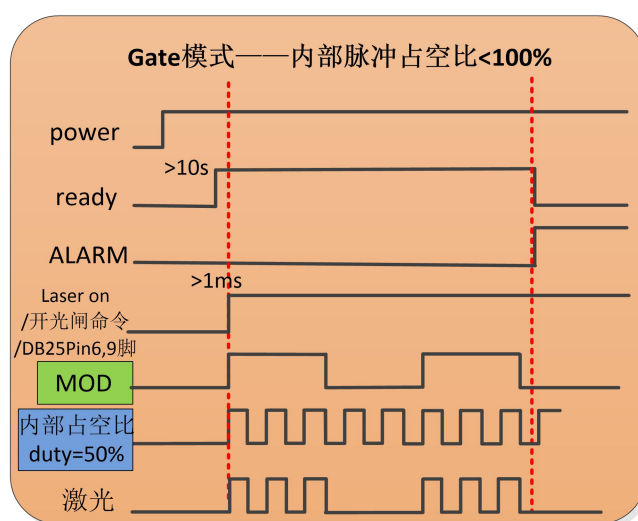 Gate模式——内部脉冲占空比<100%
power
>10s
ready
ALARM
>1ms
Laser on
/开光闸命令
/DB25Pin6,9脚
MOD
内部占空比
duty=50%
激光